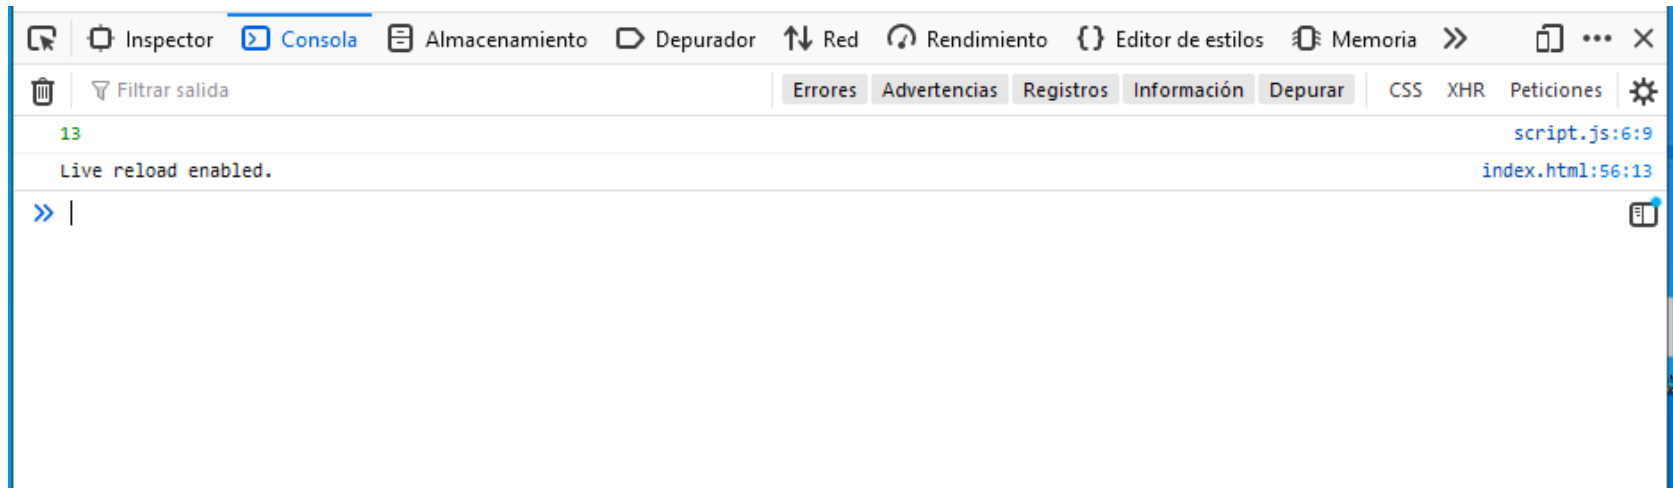 Inspector Consola Almacenamiento Depurador Red Rendimiento {} Editor de estilos Memoria
Filtrar salida Errores Advertencias Registros Información Depurar CSS XHR Peticiones
13 script.js:6:9
Live reload enabled. index.html:56:13